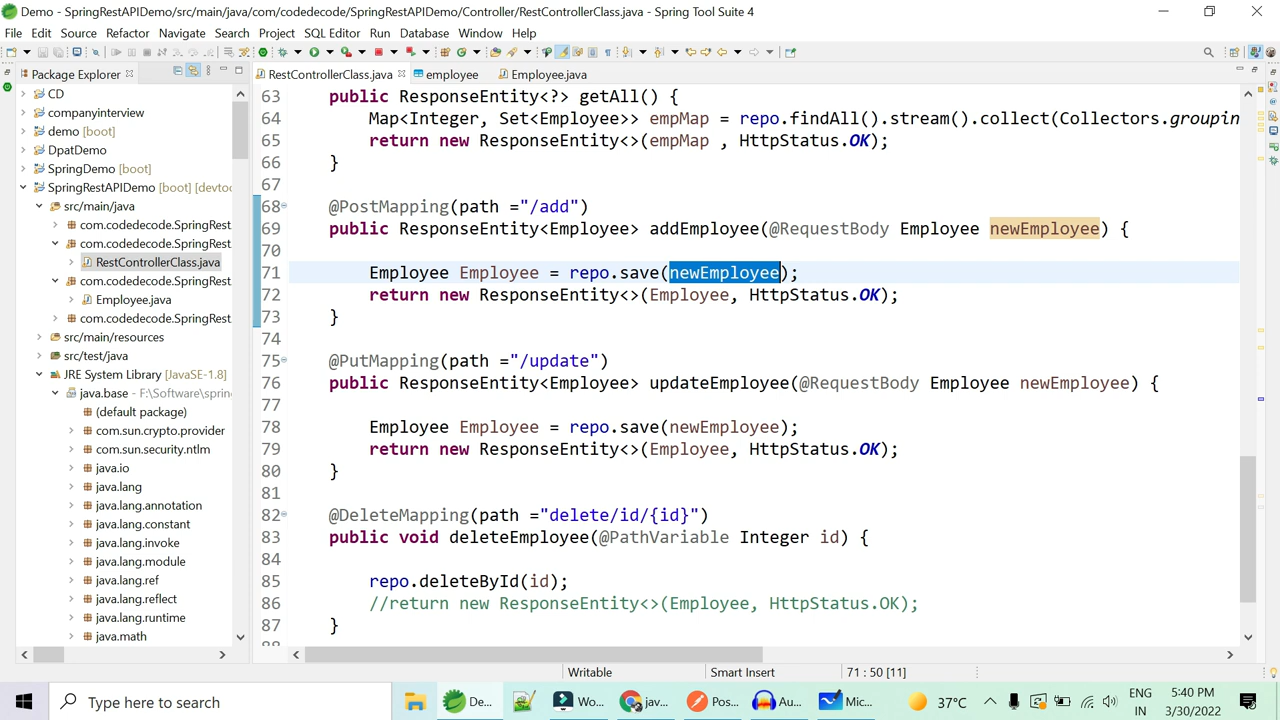 Demo - SpringRestAPIDemo/src/main/java/com/codedecode/SpringRestAPIDemo/Controller/RestControllerClass.java - Spring Tool Suite 4
File Edit Source Refactor Navigate Search Project SQL Editor Run Database Window Help
Package Explorer
RestControllerClass.java employee Employee.java
CD
companyinterview
demo [boot]
DpatDemo
SpringDemo [boot]
SpringRestAPIDemo [boot] [devtoo
src/main/java
com.codedecode.SpringRest
com.codedecode.SpringRest
RestControllerClass.java
com.codedecode.SpringRest
Employee.java
com.codedecode.SpringRest
src/main/resources
src/test/java
JRE System Library [JavaSE-1.8]
java.base - F:\Software\spring
(default package)
com.sun.crypto.provider
com.sun.security.ntlm
java.io
java.lang
java.lang.annotation
java.lang.constant
java.lang.invoke
java.lang.module
java.lang.ref
java.lang.reflect
java.lang.runtime
java.math
63 public ResponseEntity<?> getAll() {
64 Map<Integer, Set<Employee>> empMap = repo.findAll().stream().collect(Collectors.groupin
65 return new ResponseEntity<>(empMap , HttpStatus.OK);
66 }
67
68 @PostMapping(path ="/add")
69 public ResponseEntity<Employee> addEmployee(@RequestBody Employee newEmployee) {
70
71 Employee Employee = repo.save(newEmployee);
72 return new ResponseEntity<>(Employee, HttpStatus.OK);
73 }
74
75 @PutMapping(path ="/update")
76 public ResponseEntity<Employee> updateEmployee(@RequestBody Employee newEmployee) {
77
78 Employee Employee = repo.save(newEmployee);
79 return new ResponseEntity<>(Employee, HttpStatus.OK);
80 }
81
82 @DeleteMapping(path ="delete/id/{id}")
83 public void deleteEmployee(@PathVariable Integer id) {
84
85 repo.deleteById(id);
86 //return new ResponseEntity<>(Employee, HttpStatus.OK);
87 }
Writable Smart Insert 71 : 50 [11]
Type here to search De... Wo... jav... Pos... Au... Mic... 37°C ENG IN 5:40 PM 3/30/2022